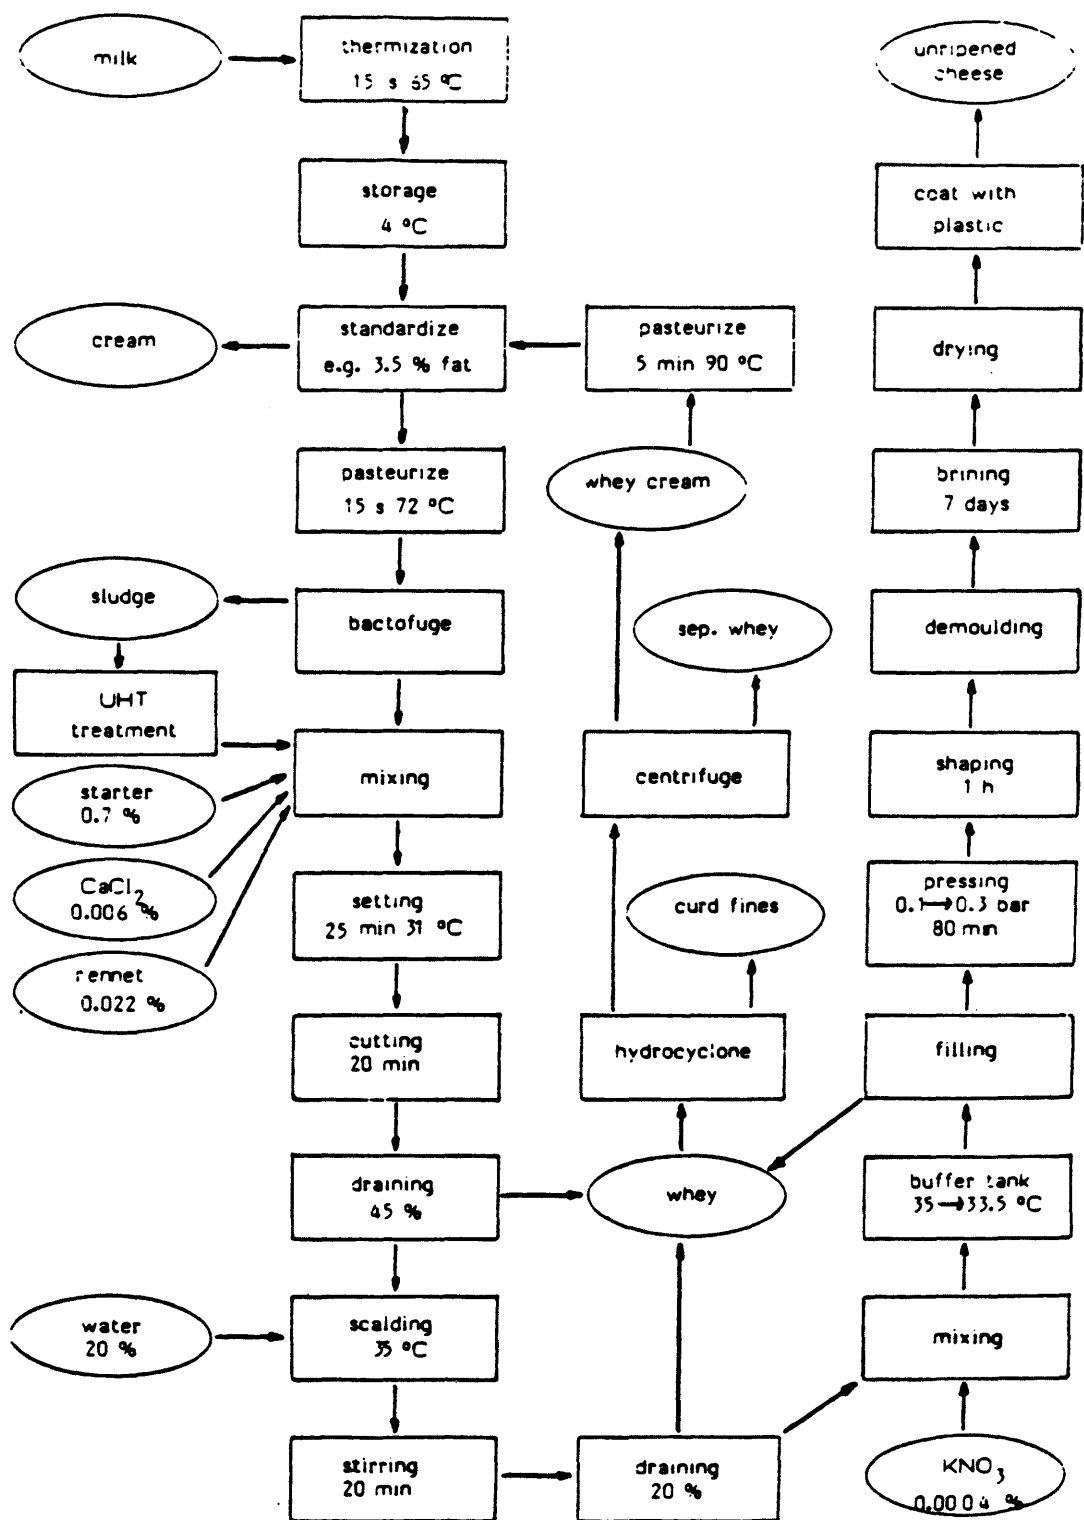 milk
thermization
15 s 65 °C
storage
4 °C
cream
standardize
e.g. 3.5 % fat
pasteurize
5 min 90 °C
pasteurize
15 s 72 °C
whey cream
sludge
bactofuge
sep. whey
UHT
treatment
mixing
centrifuge
starter
0.7 %
CaCl2
0.006 %
rennet
0.022 %
setting
25 min 31 °C
curd fines
cutting
20 min
hydrocyclone
draining
45 %
whey
water
20 %
scalding
35 °C
stirring
20 min
draining
20 %
KNO3
0.0004 %
mixing
buffer tank
35→33.5 °C
filling
pressing
0.1→0.3 bar
80 min
shaping
1 h
demoulding
brining
7 days
drying
coat with
plastic
unripened
cheese